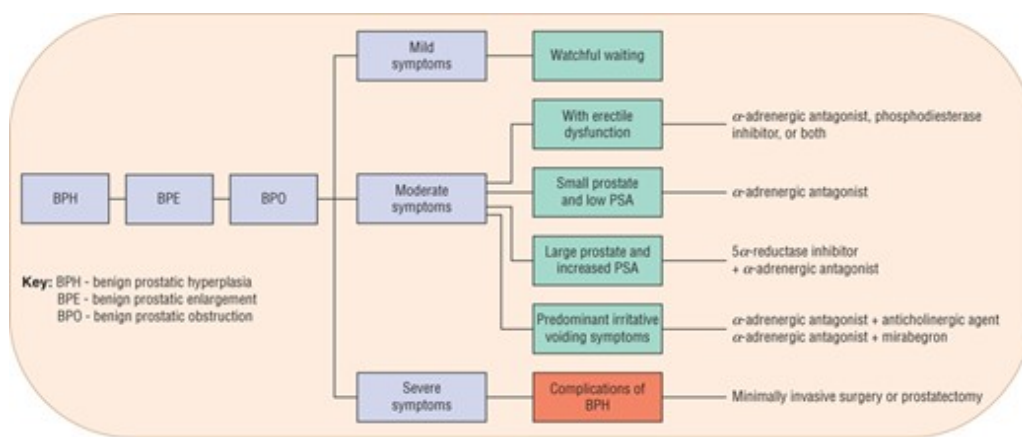 Mild
symptoms
Watchful waiting
With erectile
dysfunction
α-adrenergic antagonist, phosphodiesterase
inhibitor, or both
BPH
BPE
BPO
Moderate
symptoms
Small prostate
and low PSA
α-adrenergic antagonist
Large prostate and
increased PSA
5α-reductase inhibitor
+ α-adrenergic antagonist
Key: BPH - benign prostatic hyperplasia
BPE - benign prostatic enlargement
BPO - benign prostatic obstruction
Predominant irritative
voiding symptoms
α-adrenergic antagonist + anticholinergic agent
α-adrenergic antagonist + mirabegron
Severe
symptoms
Complications of
BPH
Minimally invasive surgery or prostatectomy